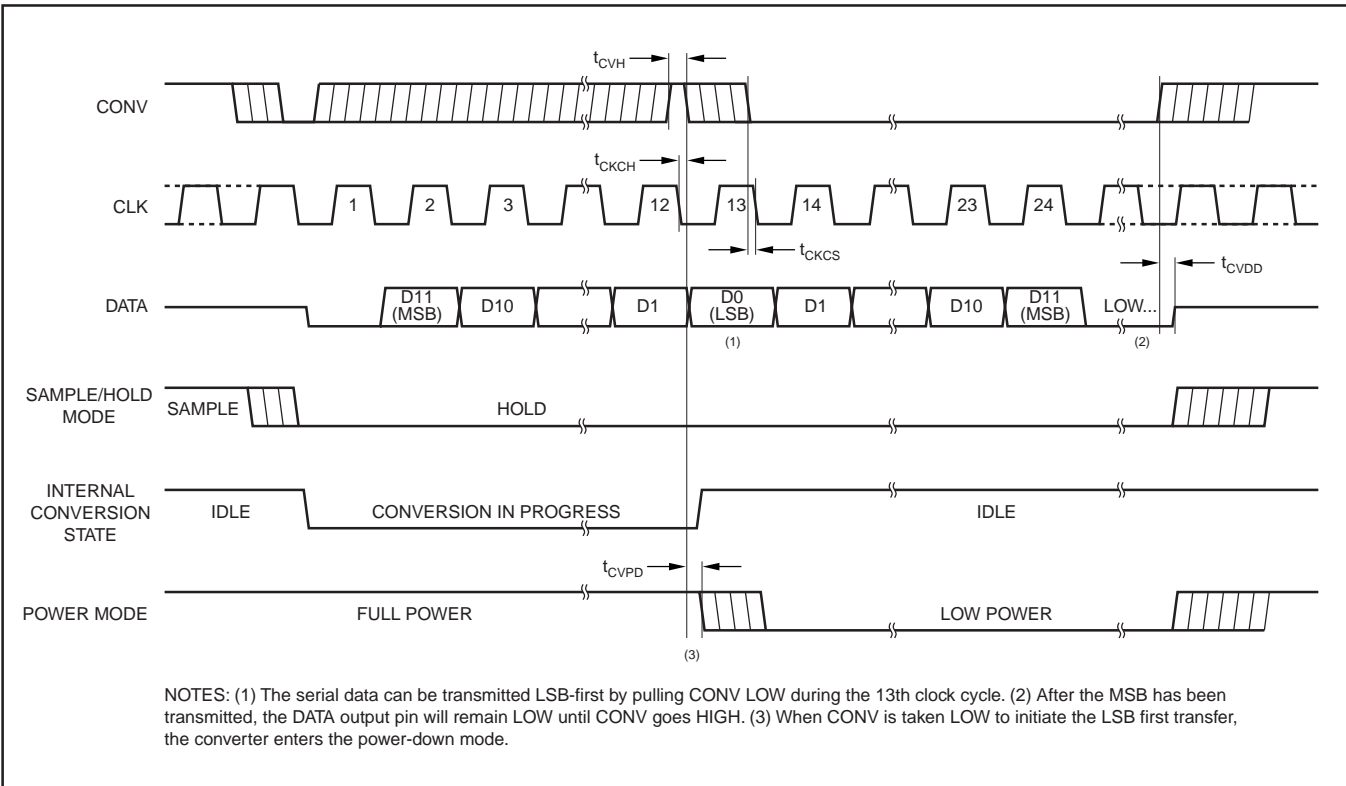 tCVH
CONV
tCKCH
CLK 1 2 3 12 13 14 23 24
tCKCS
tCVDD
DATA D11 (MSB) D10 D1 D0 (LSB) D1 D10 D11 (MSB) LOW...
(1) (2)
SAMPLE/HOLD
MODE
SAMPLE HOLD
INTERNAL
CONVERSION
STATE
IDLE CONVERSION IN PROGRESS IDLE
tCVPD
POWER MODE FULL POWER LOW POWER
(3)
NOTES: (1) The serial data can be transmitted LSB-first by pulling CONV LOW during the 13th clock cycle. (2) After the MSB has been
transmitted, the DATA output pin will remain LOW until CONV goes HIGH. (3) When CONV is taken LOW to initiate the LSB first transfer,
the converter enters the power-down mode.